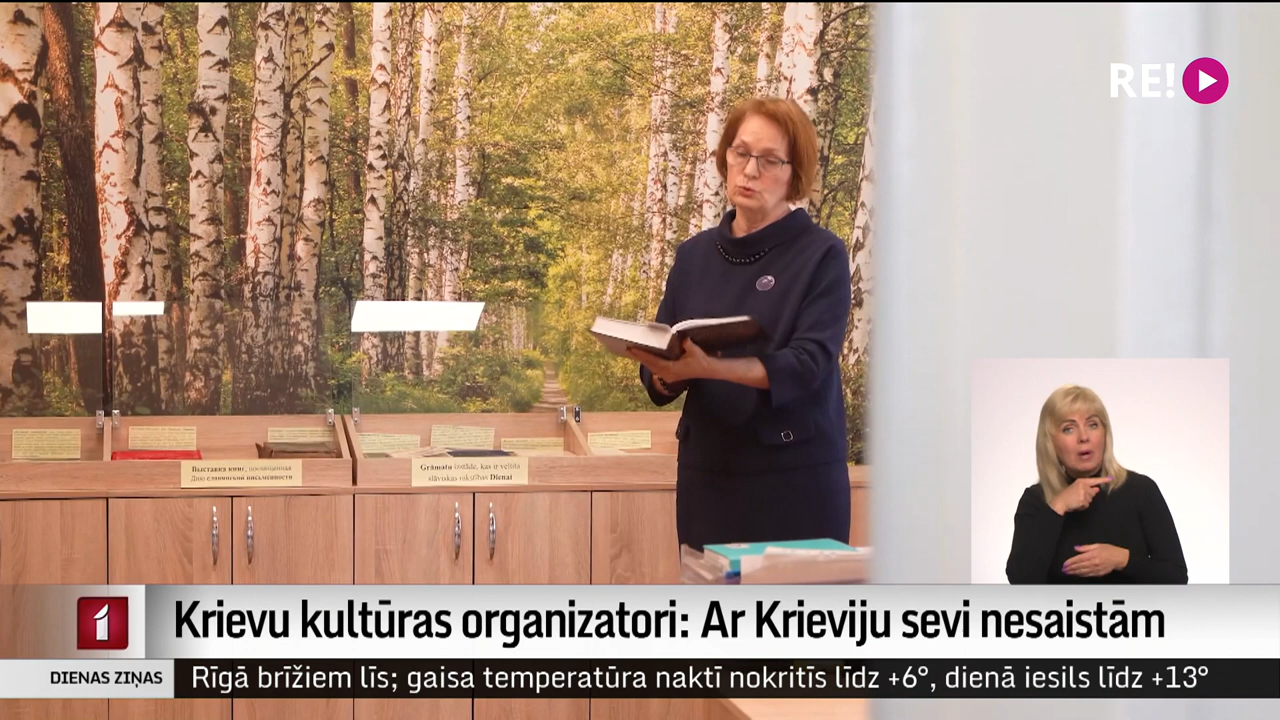 RE!
Выставка книг, посвященная
Дню славянской письменности
Grāmatu izstāde, kas ir veltīta
slāviskas rakstības Dienai
1
Krievu kultūras organizatori: Ar Krieviju sevi nesaistām
DIENAS ZIŅAS
Rīgā brīžiem līs; gaisa temperatūra naktī nokritīs līdz +6°, dienā iesils līdz +13°